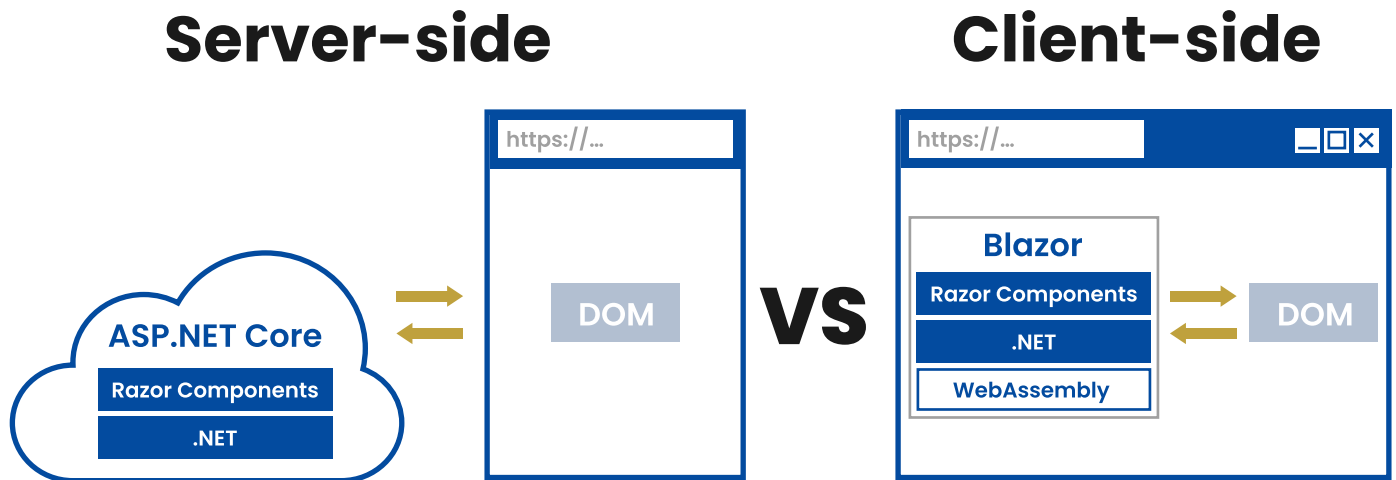 Server-side
Client-side
https://...
https://...
ASP.NET Core
Razor Components
.NET
DOM
VS
Blazor
Razor Components
.NET
WebAssembly
DOM